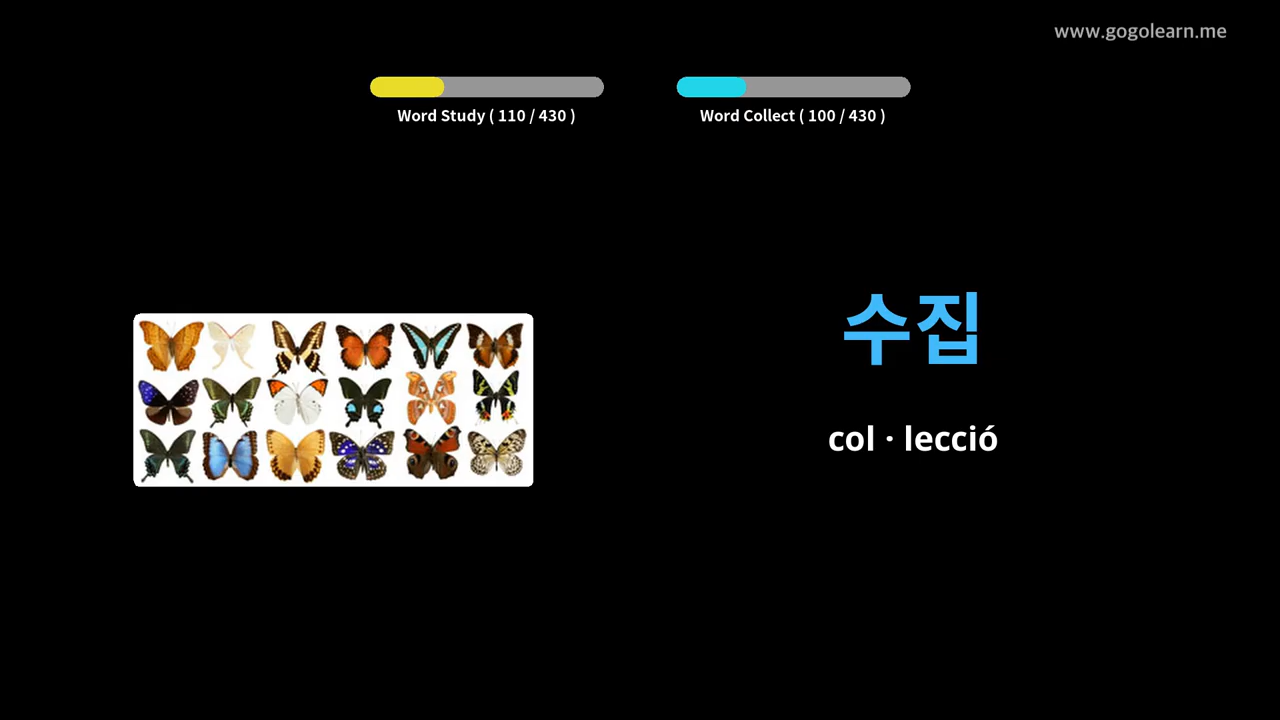 www.gogolearn.me
Word Study ( 110 / 430 )
Word Collect ( 100 / 430 )
수집
col · lecció